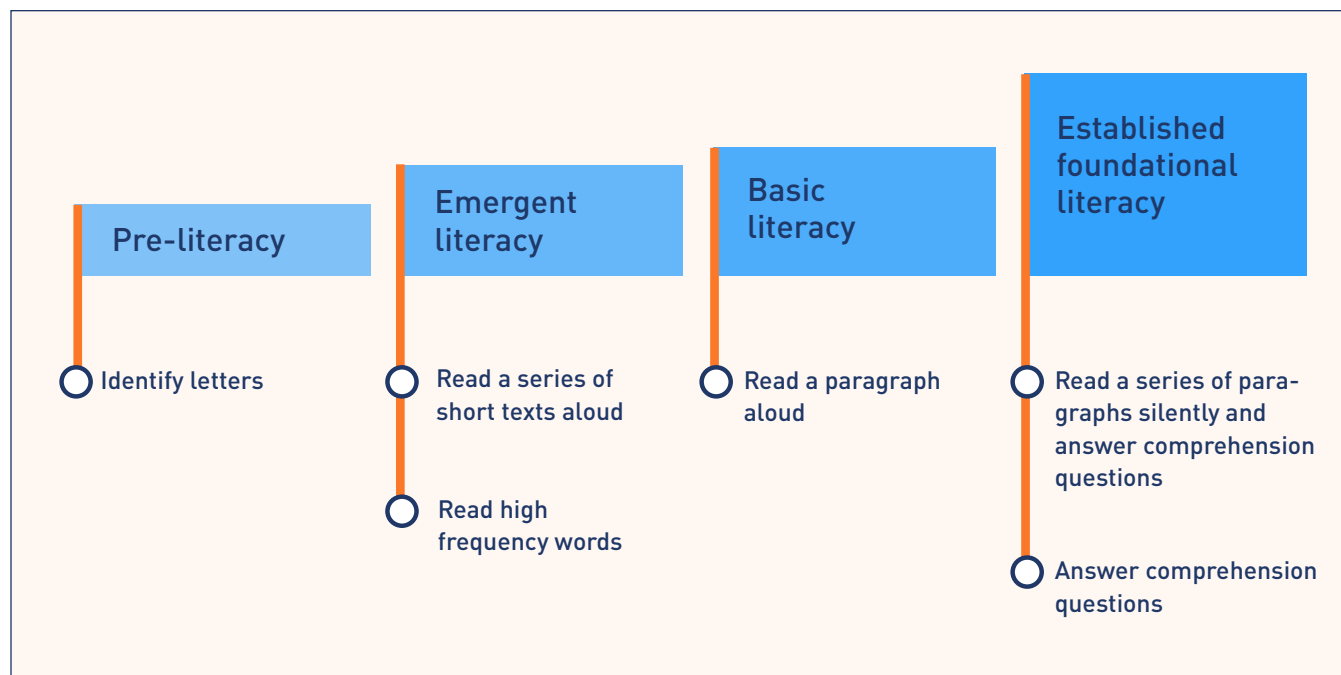 Pre-literacy
Identify letters
Emergent
literacy
Read a series of
short texts aloud
Read high
frequency words
Basic
literacy
Read a paragraph
aloud
Established
foundational
literacy
Read a series of para-
graphs silently and
answer comprehension
questions
Answer comprehension
questions